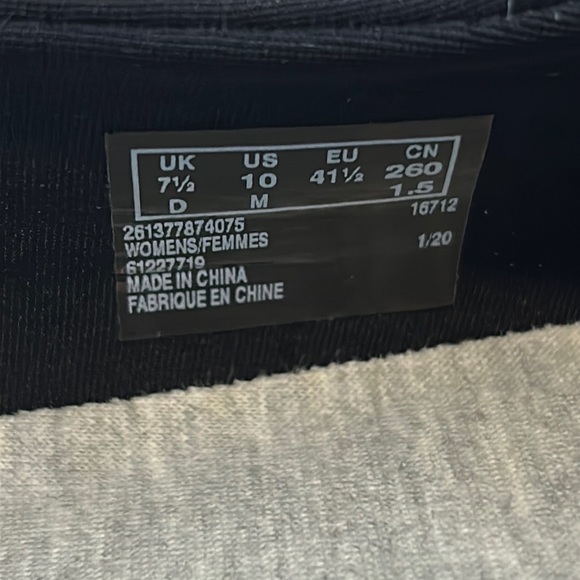 UK US EU CN
7½ 10 41½ 260
D M 1.5
261377874075 16712
WOMENS/FEMMES 1/20
61227719
MADE IN CHINA
FABRIQUE EN CHINE